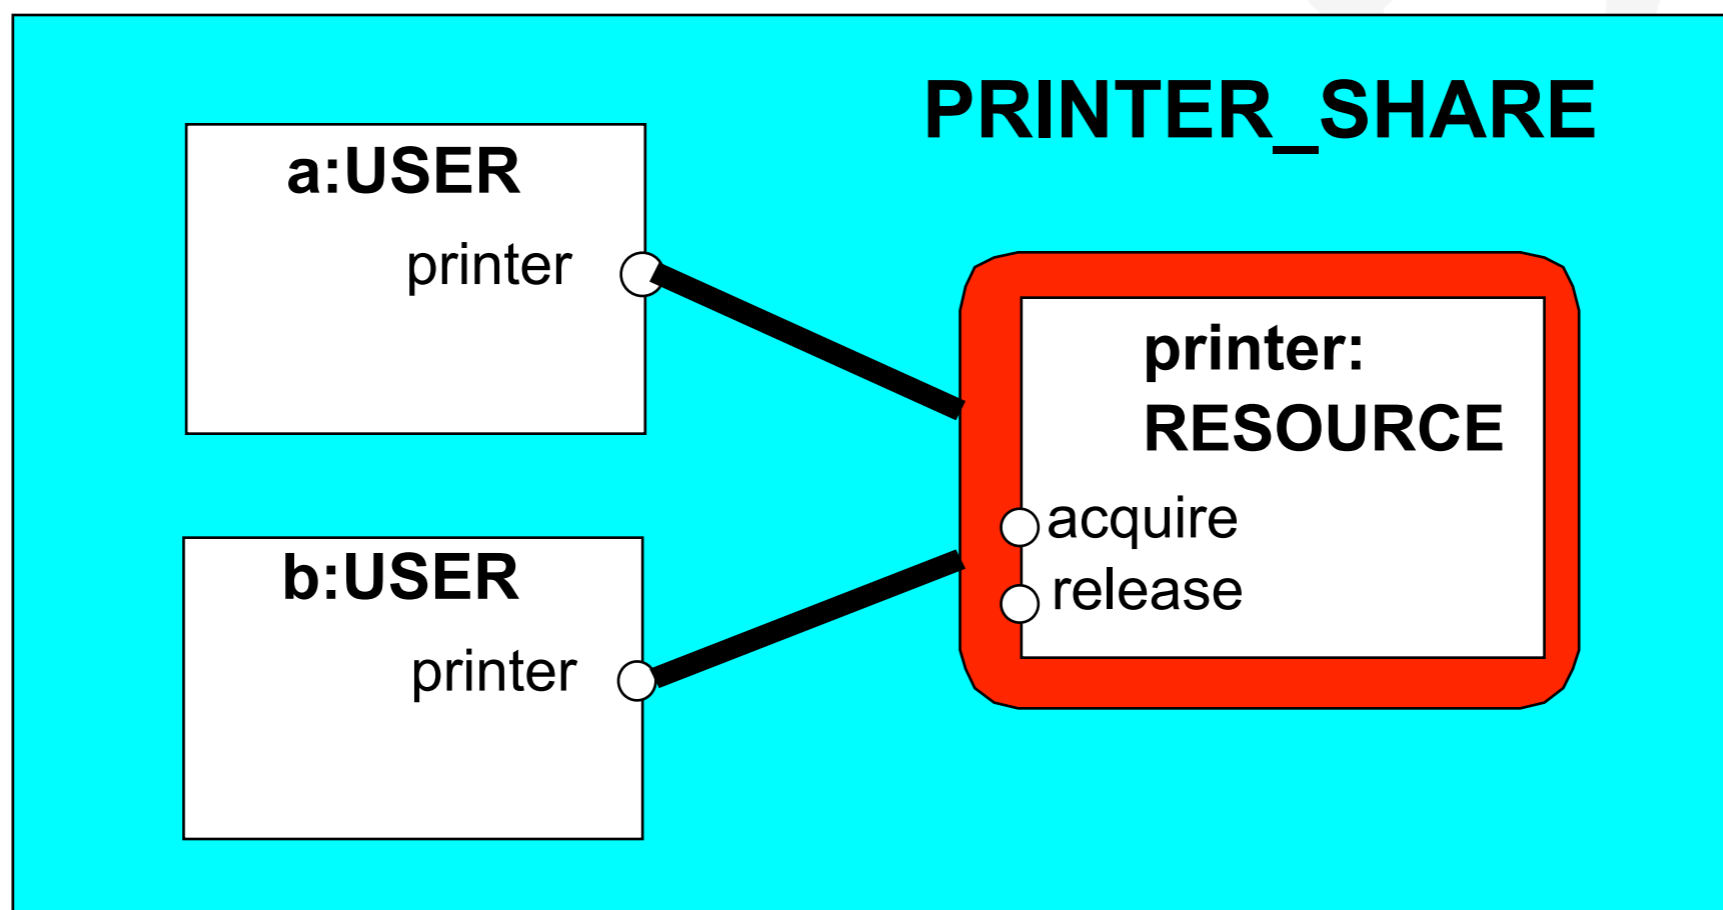 PRINTER_SHARE
a:USER
printer
printer:
RESOURCE
acquire
release
b:USER
printer